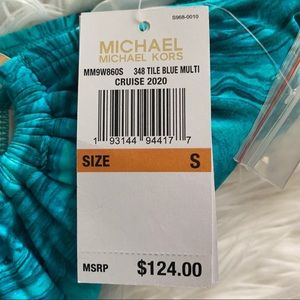 S968-0010
MICHAEL
MICHAEL KORS
MM9W860S 348 TILE BLUE MULTI
CRUISE 2020
1 93144 94417 7
SIZE S
MSRP $124.00